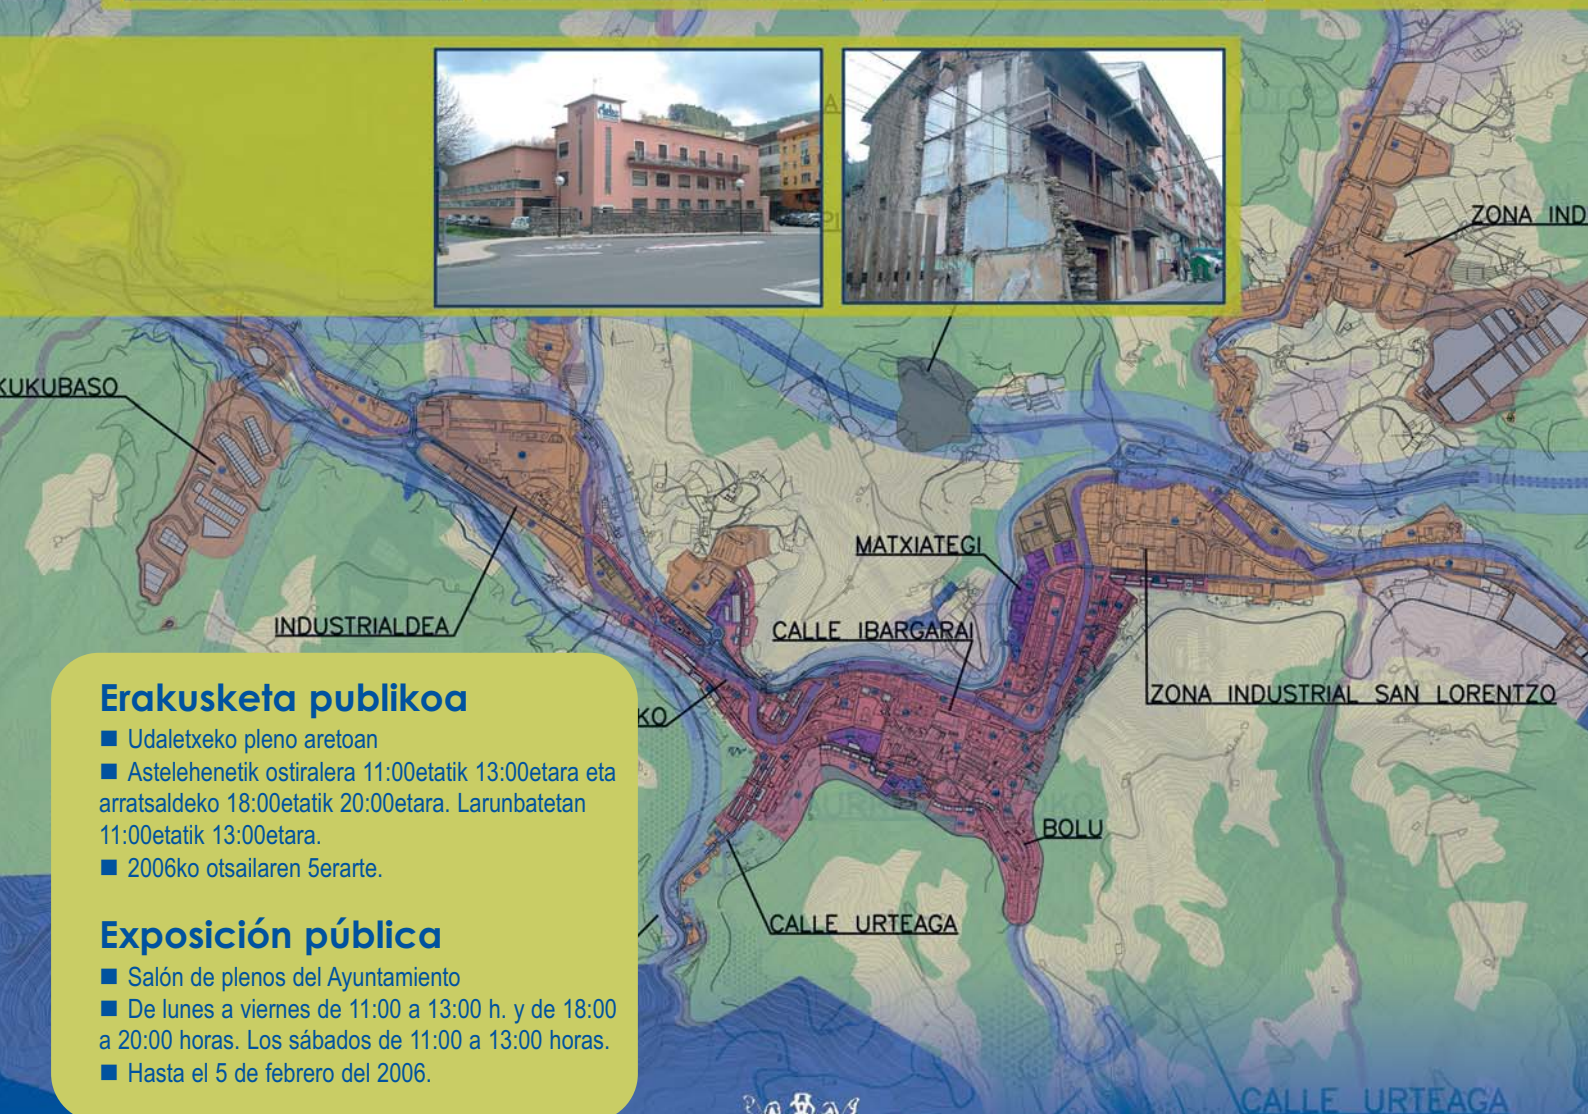 ZONA IND
KUKUBASO
MATXIATEGI
INDUSTRIALDEA
CALLE IBARGARAI
KO
ZONA INDUSTRIAL SAN LORENTZO
BOLU
CALLE URTEAGA
Erakusketa publikoa
■ Udaletxeko pleno aretoan
■ Astelehenetik ostiralera 11:00etatik 13:00etara eta
arratsaldeko 18:00etatik 20:00etara. Larunbatetan
11:00etatik 13:00etara.
■ 2006ko otsailaren 5erarte.
Exposición pública
■ Salón de plenos del Ayuntamiento
■ De lunes a viernes de 11:00 a 13:00 h. y de 18:00
a 20:00 horas. Los sábados de 11:00 a 13:00 horas.
■ Hasta el 5 de febrero del 2006.
CALLE URTEAGA